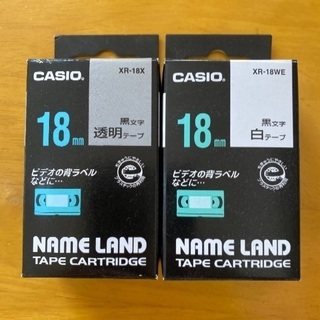 XR-18X
CASIO
18mm
黒文字
透明テープ
ビデオの背ラベル
などに…
NAME LAND
TAPE CARTRIDGE
XR-18WE
CASIO
18mm
黒文字
白テープ
ビデオの背ラベル
などに…
NAME LAND
TAPE CARTRIDGE